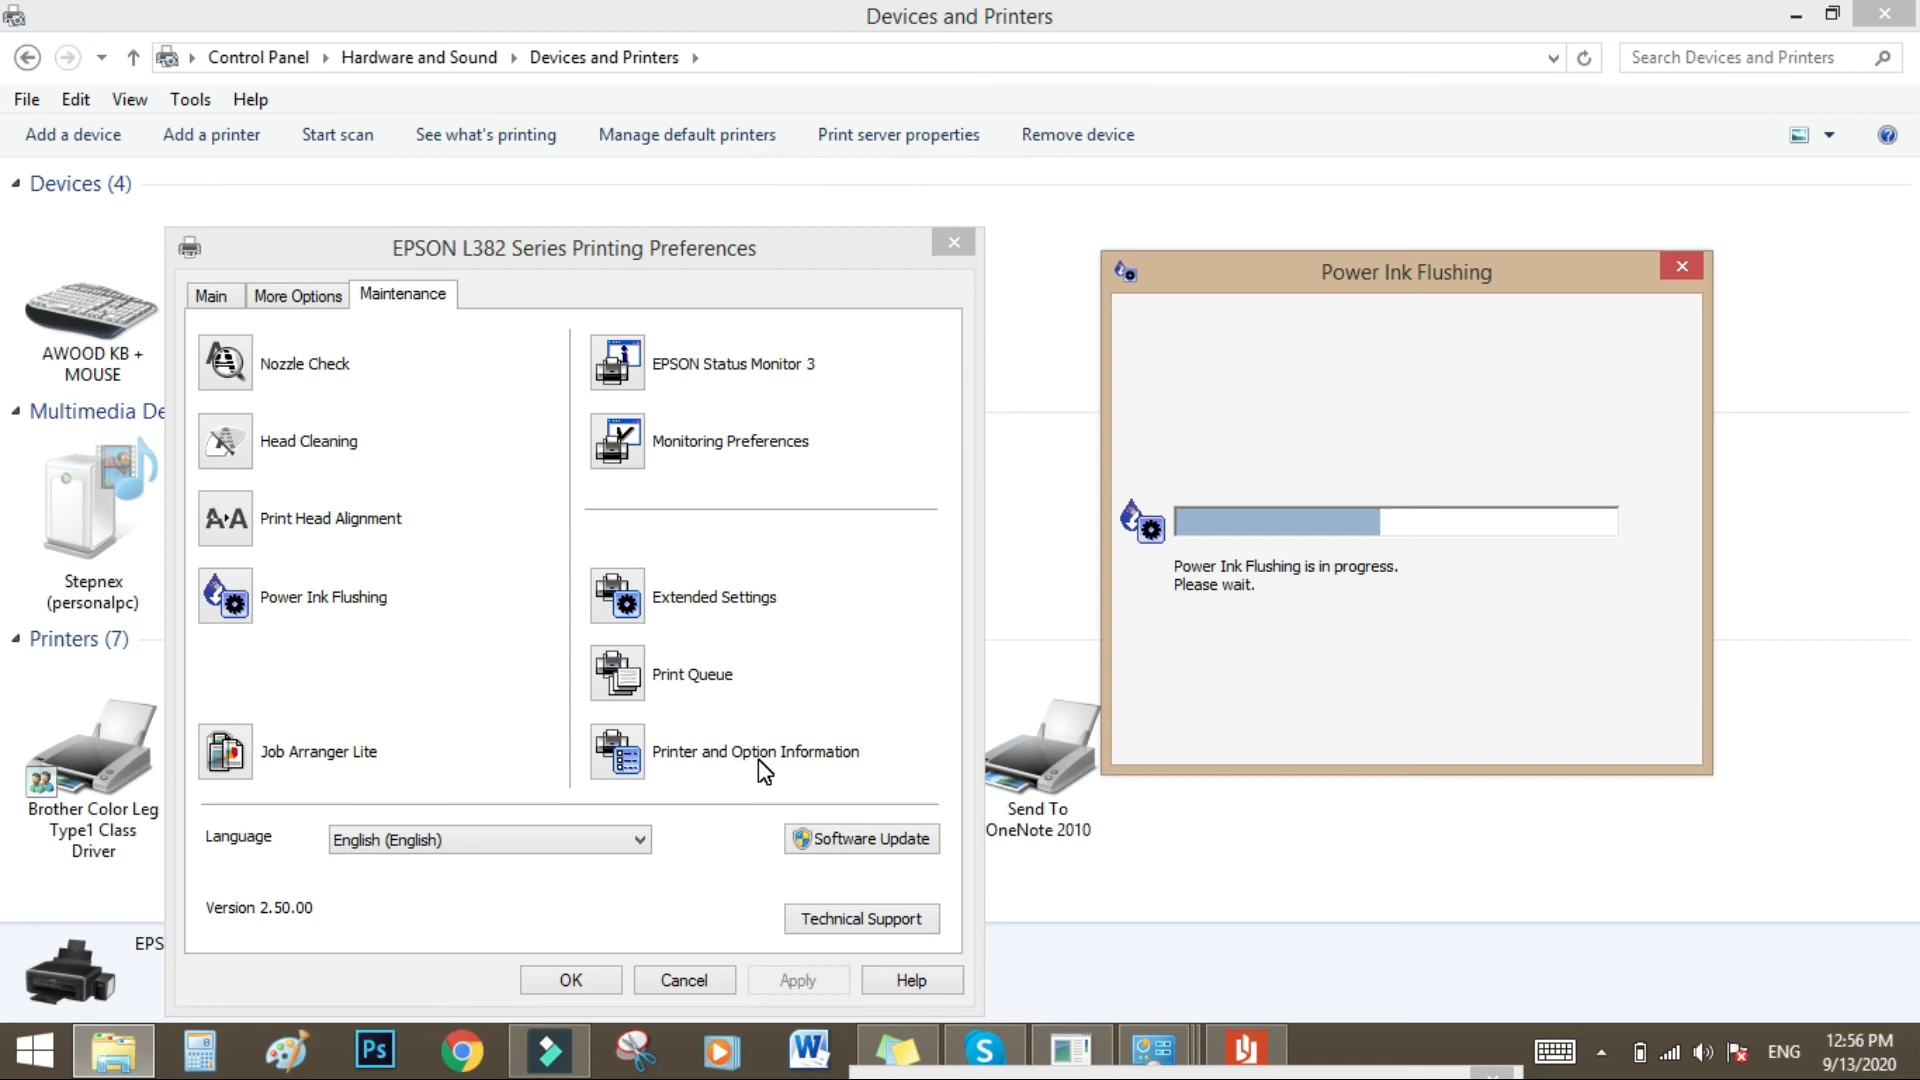 Devices and Printers
Control Panel
Hardware and Sound
Devices and Printers
Search Devices and Printers
File
Edit
View
Tools
Help
Add a device
Add a printer
Start scan
See what's printing
Manage default printers
Print server properties
Remove device
Devices (4)
AWOOD KB +
MOUSE
Multimedia De
Stepnex
(personalpc)
Printers (7)
Brother Color Leg
Type1 Class
Driver
EPS
EPSON L382 Series Printing Preferences
Main
More Options
Maintenance
Nozzle Check
Head Cleaning
A A
Print Head Alignment
Power Ink Flushing
Job Arranger Lite
EPSON Status Monitor 3
Monitoring Preferences
Extended Settings
Print Queue
Printer and Option Information
Language
English (English)
Software Update
Version 2.50.00
Technical Support
OK
Cancel
Apply
Help
Send To
OneNote 2010
Power Ink Flushing
Power Ink Flushing is in progress.
Please wait.
Ps
W
S
ENG
12:56 PM
9/13/2020